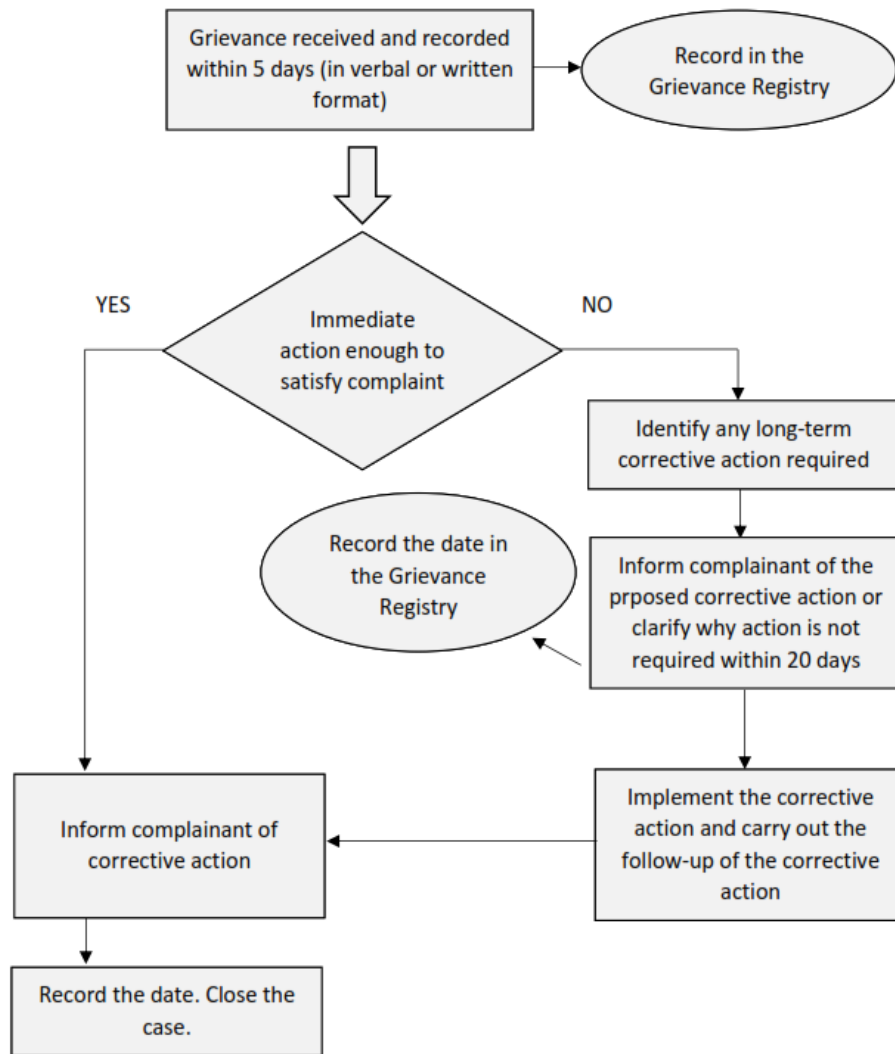 Grievance received and recorded
within 5 days (in verbal or written
format)
Record in the
Grievance Registry
YES
NO
Immediate
action enough to
satisfy complaint
Identify any long-term
corrective action required
Record the date in
the Grievance
Registry
Inform complainant of the
prposed corrective action or
clarify why action is not
required within 20 days
Inform complainant of
corrective action
Implement the corrective
action and carry out the
follow-up of the corrective
action
Record the date. Close the
case.